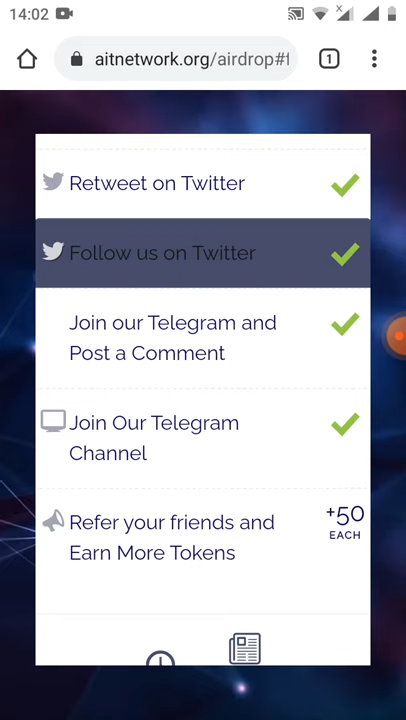 14:02
aitnetwork.org/airdrop#f
1
Retweet on Twitter
Follow us on Twitter
Join our Telegram and
Post a Comment
Join Our Telegram
Channel
Refer your friends and
Earn More Tokens
+50
EACH